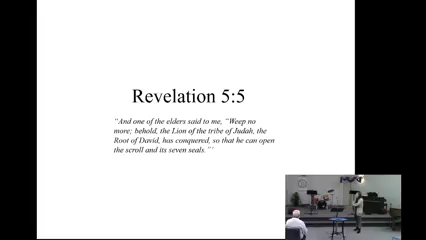 Revelation 5:5
“And one of the elders said to me, “Weep no
more; behold, the Lion of the tribe of Judah, the
Root of David, has conquered, so that he can open
the scroll and its seven seals.”’